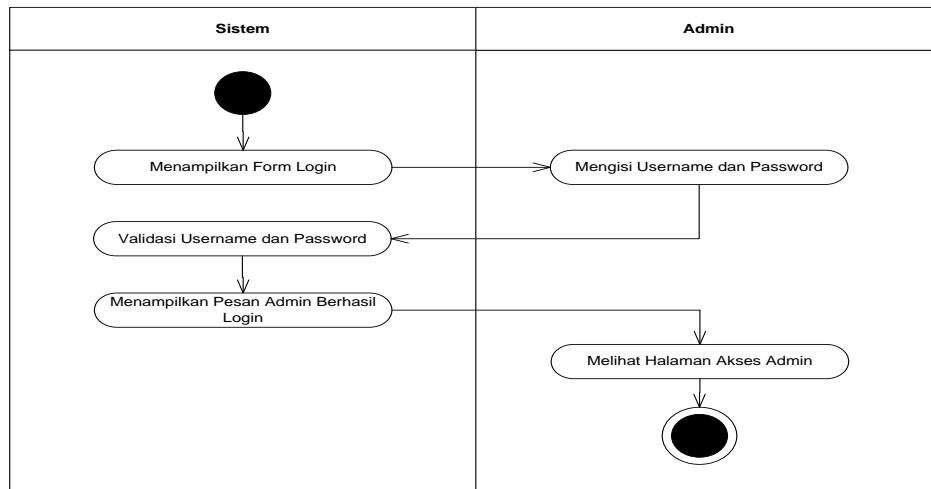 Sistem
Admin
Menampilkan Form Login
Mengisi Username dan Password
Validasi Username dan Password
Menampilkan Pesan Admin Berhasil
Login
Melihat Halaman Akses Admin